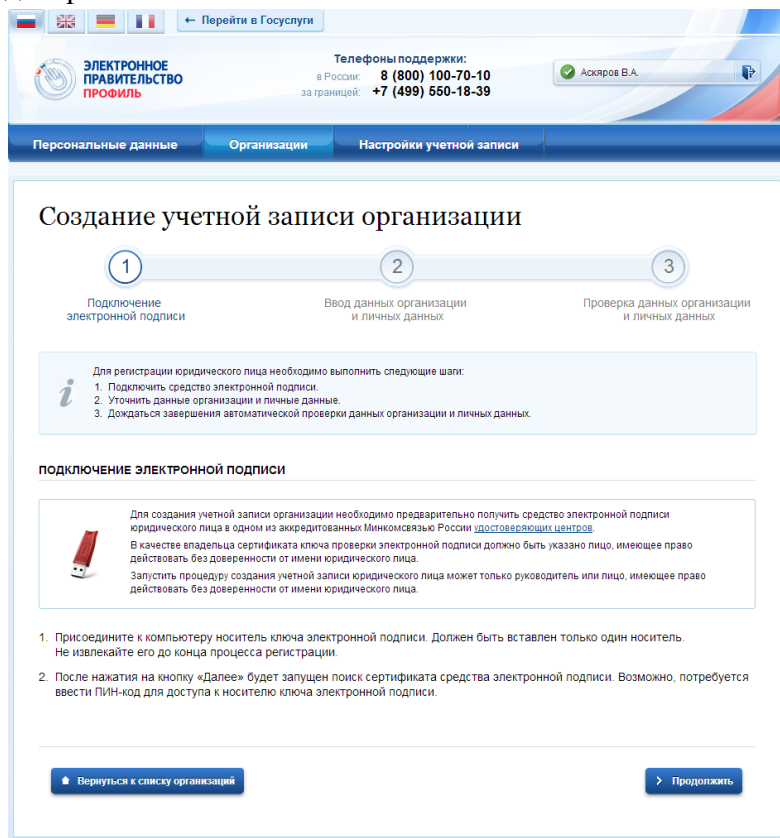 ← Перейти в Госуслуги
ЭЛЕКТРОННОЕ
ПРАВИТЕЛЬСТВО
ПРОФИЛЬ
Телефоны поддержки:
в России: 8 (800) 100-70-10
за границей: +7 (499) 550-18-39
Аскяров В.А.
Персональные данные Организации Настройки учетной записи
Создание учетной записи организации
1 2 3
Подключение
электронной подписи
Ввод данных организации
и личных данных
Проверка данных организации
и личных данных
Для регистрации юридического лица необходимо выполнить следующие шаги:
1. Подключить средство электронной подписи.
2. Уточнить данные организации и личные данные.
3. Дождаться завершения автоматической проверки данных организации и личных данных.
ПОДКЛЮЧЕНИЕ ЭЛЕКТРОННОЙ ПОДПИСИ
Для создания учетной записи организации необходимо предварительно получить средство электронной подписи
юридического лица в одном из аккредитованных Минкомсвязью России удостоверяющих центров.
В качестве владельца сертификата ключа проверки электронной подписи должно быть указано лицо, имеющее право
действовать без доверенности от имени юридического лица.
Запустить процедуру создания учетной записи юридического лица может только руководитель или лицо, имеющее право
действовать без доверенности от имени юридического лица.
1. Присоедините к компьютеру носитель ключа электронной подписи. Должен быть вставлен только один носитель.
Не извлекайте его до конца процесса регистрации.
2. После нажатия на кнопку «Далее» будет запущен поиск сертификата средства электронной подписи. Возможно, потребуется
ввести ПИН-код для доступа к носителю ключа электронной подписи.
Вернуться к списку организаций
Продолжить